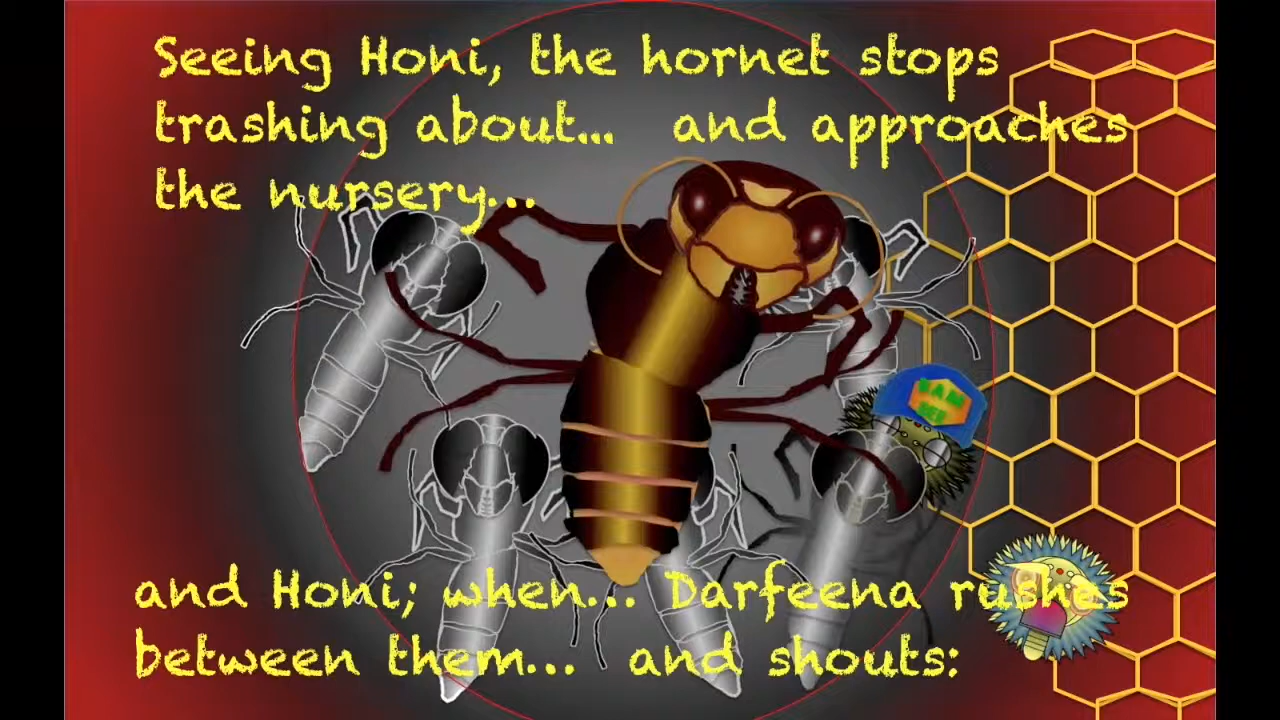 Seeing Honi, the hornet stops
trashing about... and approaches
the nursery...
and Honi; when... Darfeena rushes
between them... and shouts: